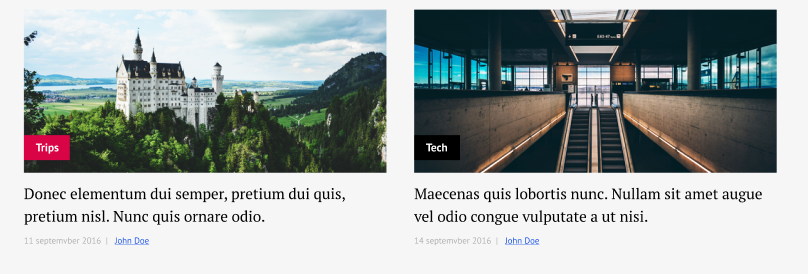 Trips
Donec elementum dui semper, pretium dui quis,
pretium nisl. Nunc quis ornare odio.
11 septemvber 2016 | John Doe
Tech
Maecenas quis lobortis nunc. Nullam sit amet augue
vel odio congue vulputate a ut nisi.
14 septemvber 2016 | John Doe